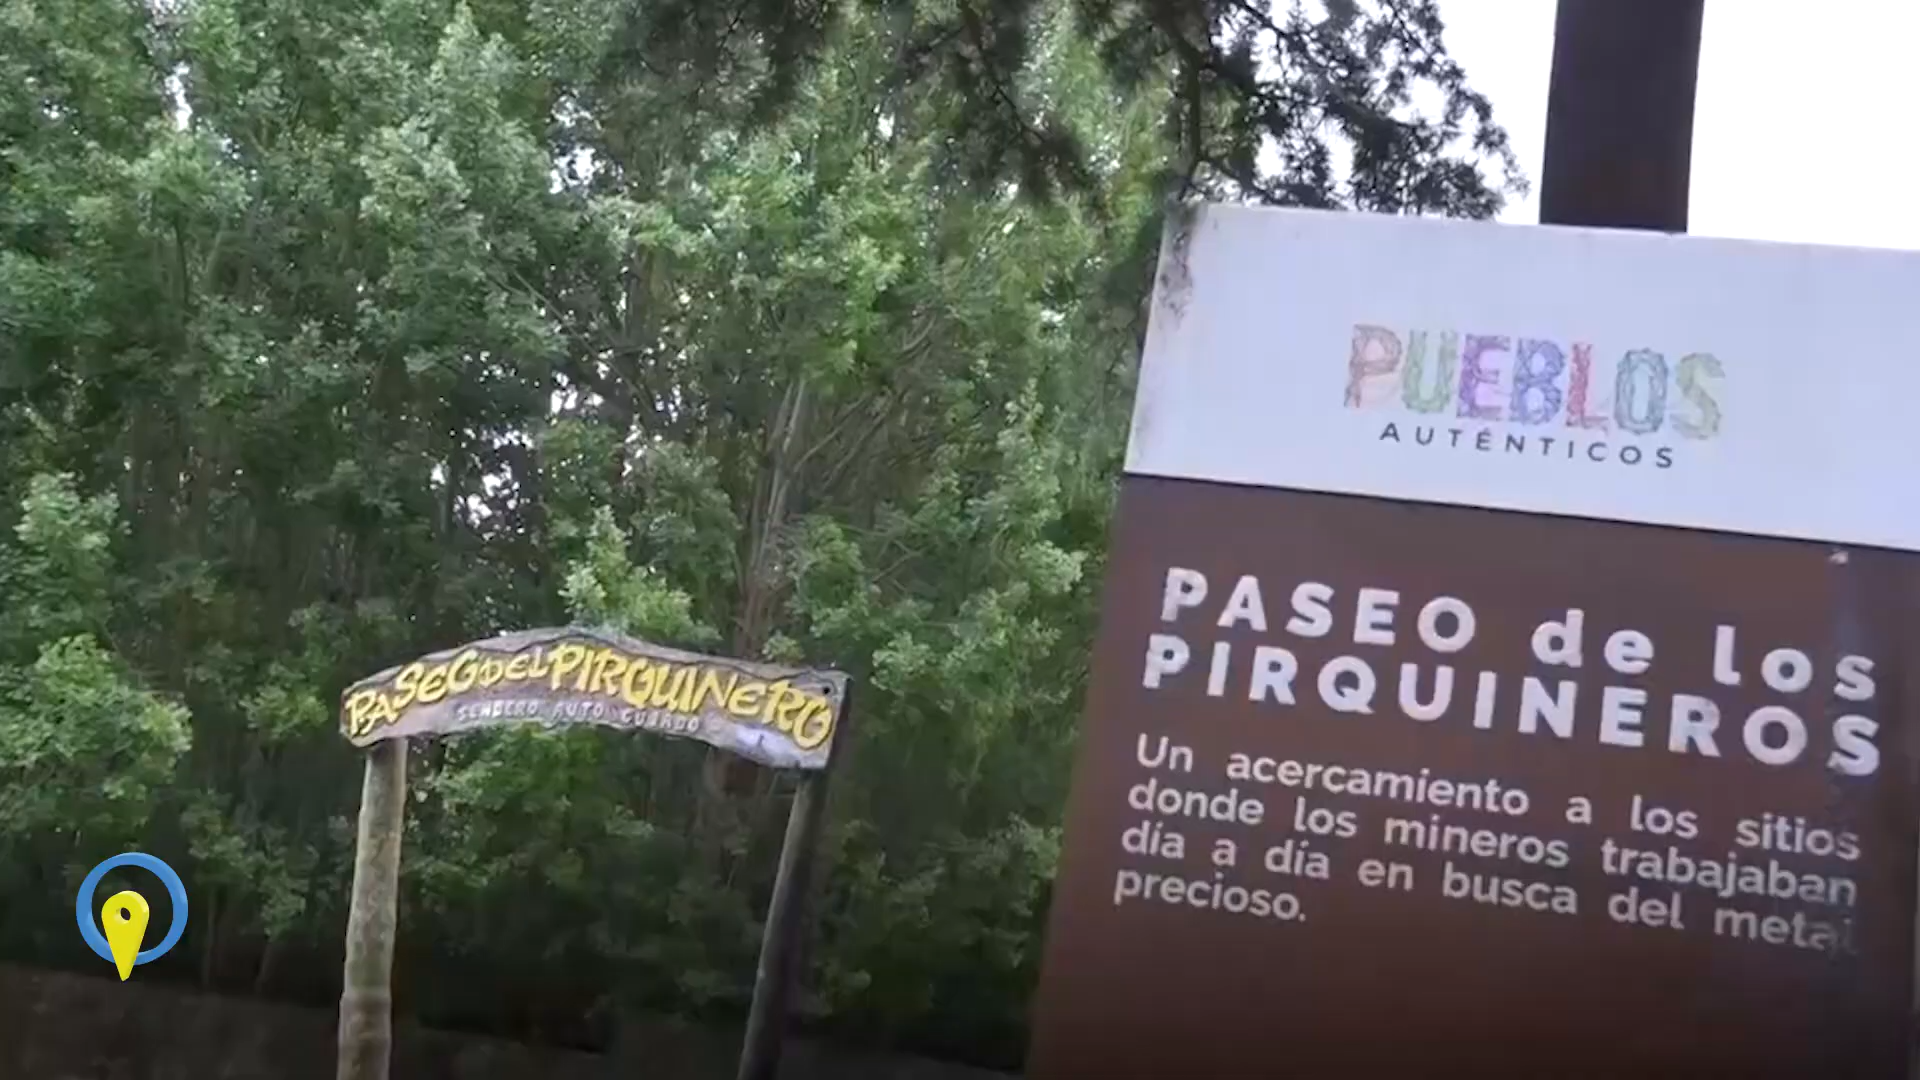 PASEO DEL PIRQUINERO
SENDERO AUTO GUIADO
PUEBLOS
AUTÉNTICOS
PASEO de los
PIRQUINEROS
Un acercamiento a los sitios
donde los mineros trabajaban
día a día en busca del metal
precioso.